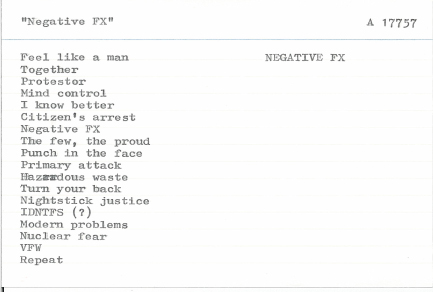 "Negative FX" A 17757
Feel like a man NEGATIVE FX
Together
Protestor
Mind control
I know better
Citizen's arrest
Negative FX
The few, the proud
Punch in the face
Primary attack
Hazardous waste
Turn your back
Nightstick justice
IDNTFS (?)
Modern problems
Nuclear fear
VFW
Repeat